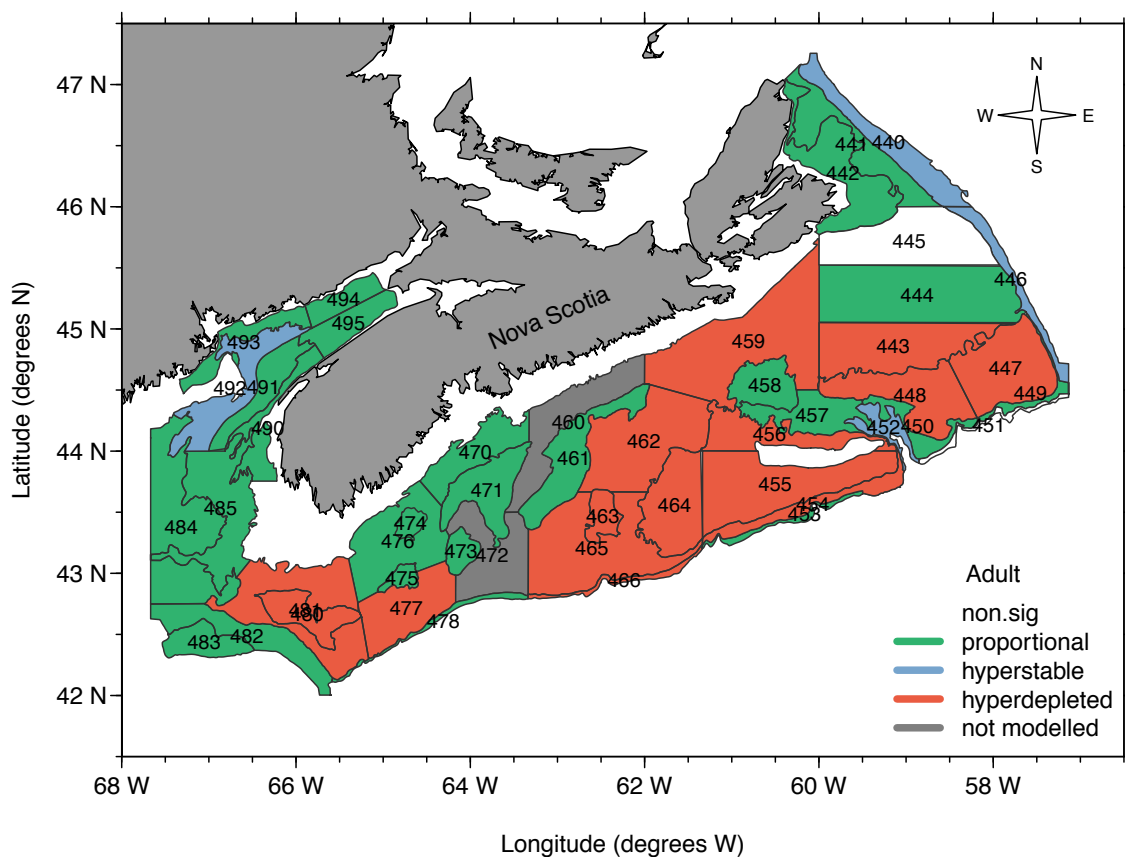 47 N
46 N
45 N
44 N
43 N
42 N
Latitude (degrees N)
N
W
E
S
440
441
442
445
446
444
Nova Scotia
494
495
493
459
443
447
492
491
458
448
449
457
490
460
456
452
450
451
470
462
461
455
471
485
464
454
453
484
474
463
476
473
472
465
475
466
481
480
477
478
483
482
Adult
non.sig
proportional
hyperstable
hyperdepleted
not modelled
68 W
66 W
64 W
62 W
60 W
58 W
Longitude (degrees W)